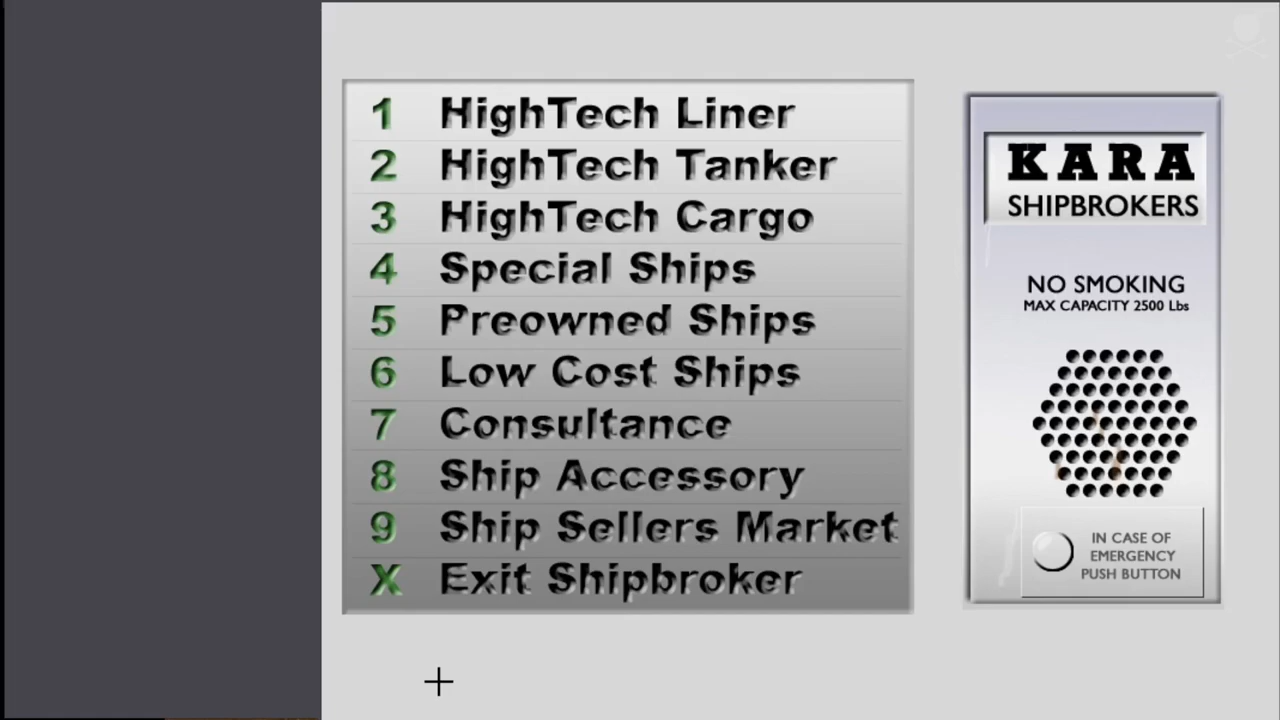 1 HighTech Liner
2 HighTech Tanker
3 HighTech Cargo
4 Special Ships
5 Preowned Ships
6 Low Cost Ships
7 Consultance
8 Ship Accessory
9 Ship Sellers Market
X Exit Shipbroker
KARA
SHIPBROKERS
NO SMOKING
MAX CAPACITY 2500 Lbs
IN CASE OF
EMERGENCY
PUSH BUTTON